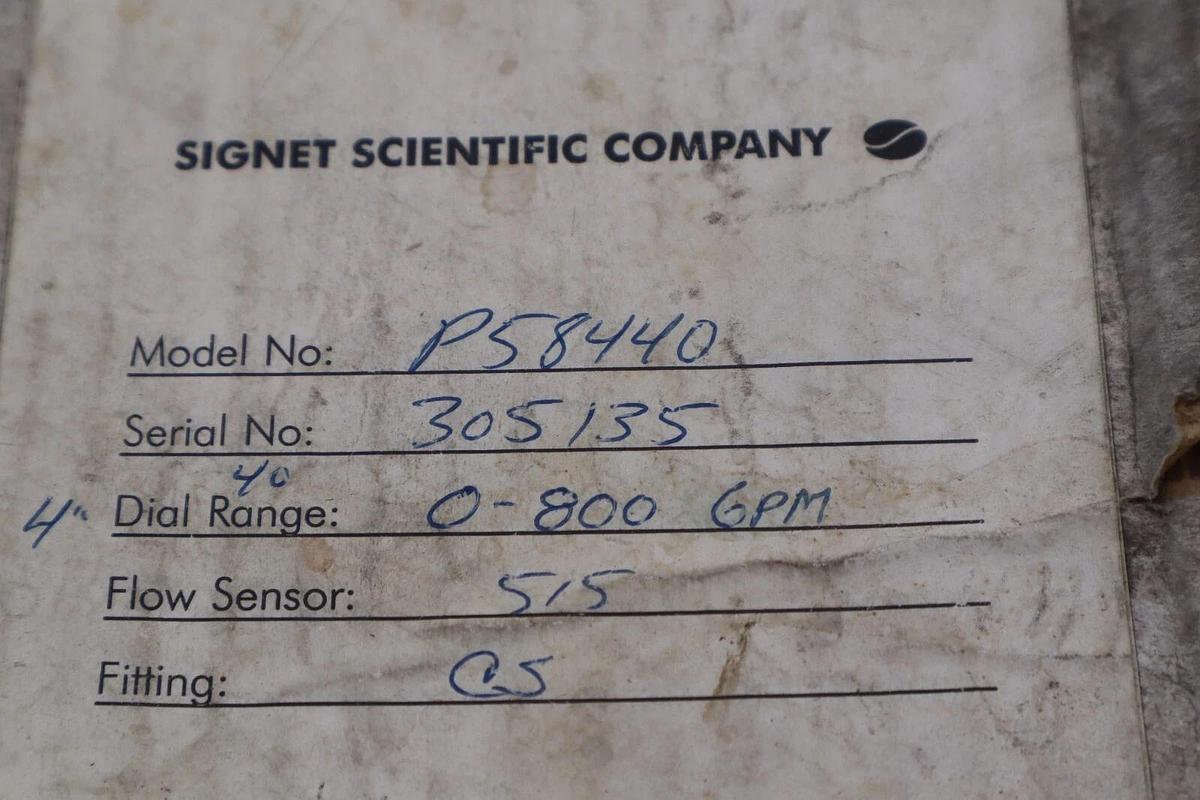 SIGNET SCIENTIFIC COMPANY
Model No: P58440
Serial No: 305135
40
4" Dial Range: 0-800 GPM
Flow Sensor: 515
Fitting: CS